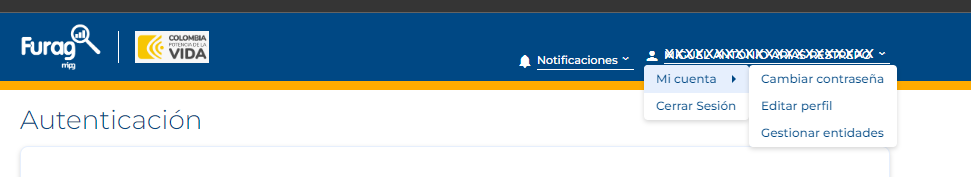 Furag
mipg
COLOMBIA
POTENCIA DE LA
VIDA
Notificaciones
Mi cuenta
Cambiar contraseña
Cerrar Sesión
Editar perfil
Gestionar entidades
Autenticación